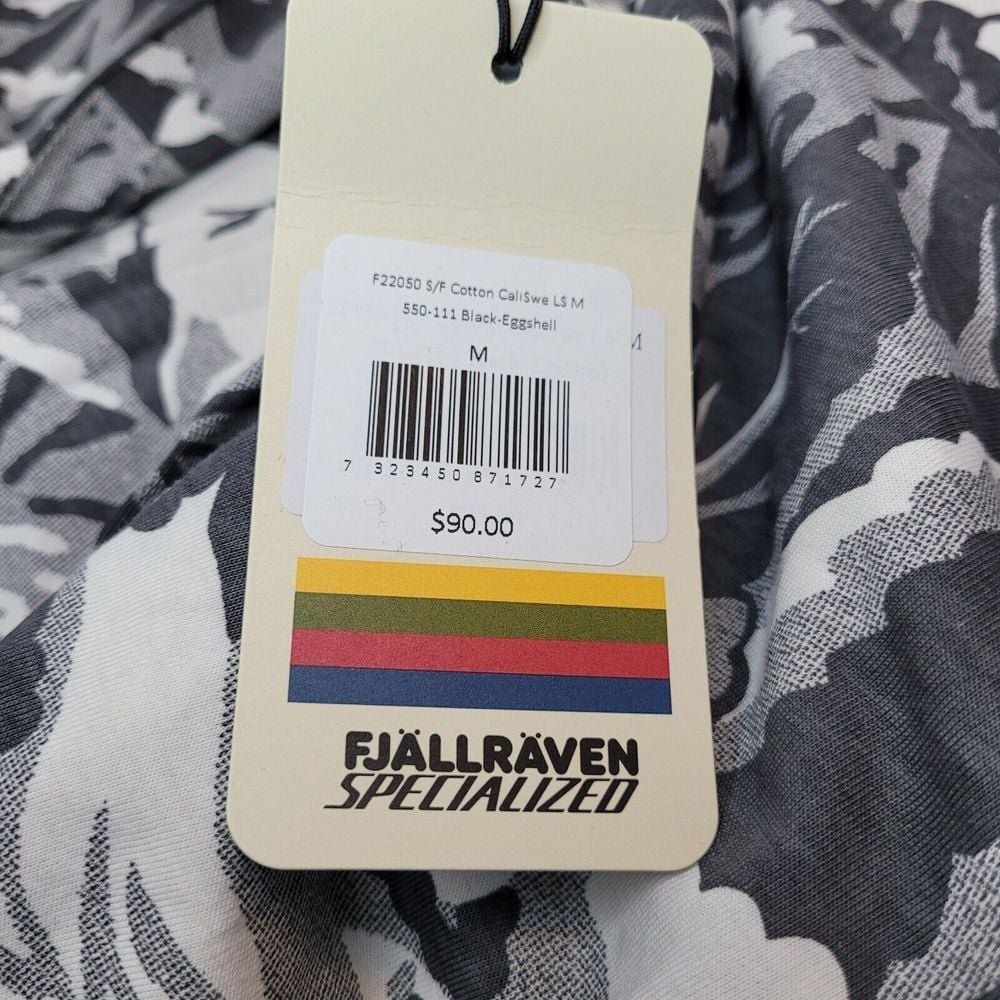 F22050 S/F Cotton CaliSwe LS M
550-111 Black-Eggshell
M
M
7 323450 871727
$90.00
FJÄLLRÄVEN
SPECIALIZED